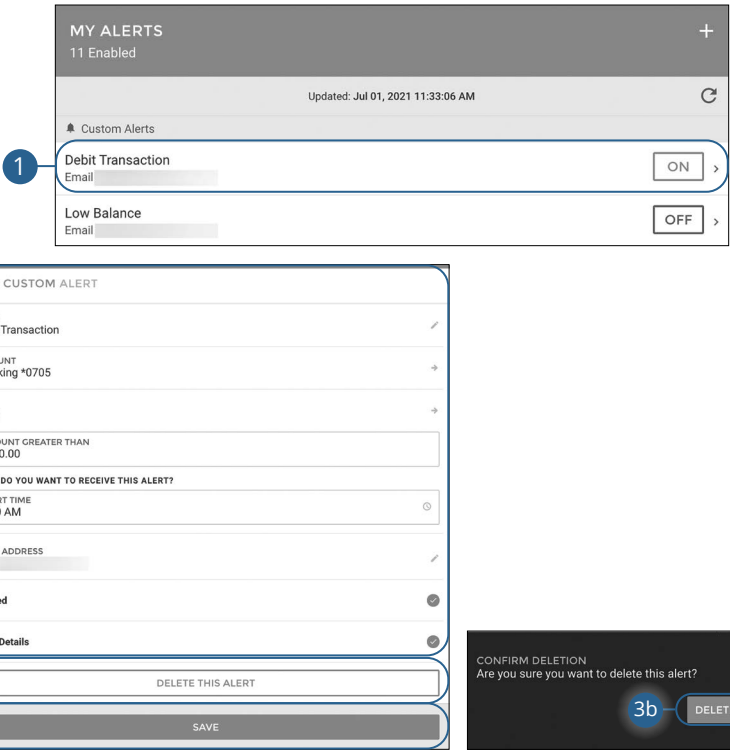 MY ALERTS
11 Enabled
Updated: Jul 01, 2021 11:33:06 AM
Custom Alerts
1
Debit Transaction
ON
Email
Low Balance
OFF
Email
CUSTOM ALERT
Transaction
UNT
king *0705
OUNT GREATER THAN
0.00
DO YOU WANT TO RECEIVE THIS ALERT?
RT TIME
AM
ADDRESS
ed
Details
DELETE THIS ALERT
SAVE
CONFIRM DELETION
Are you sure you want to delete this alert?
3b
DELET